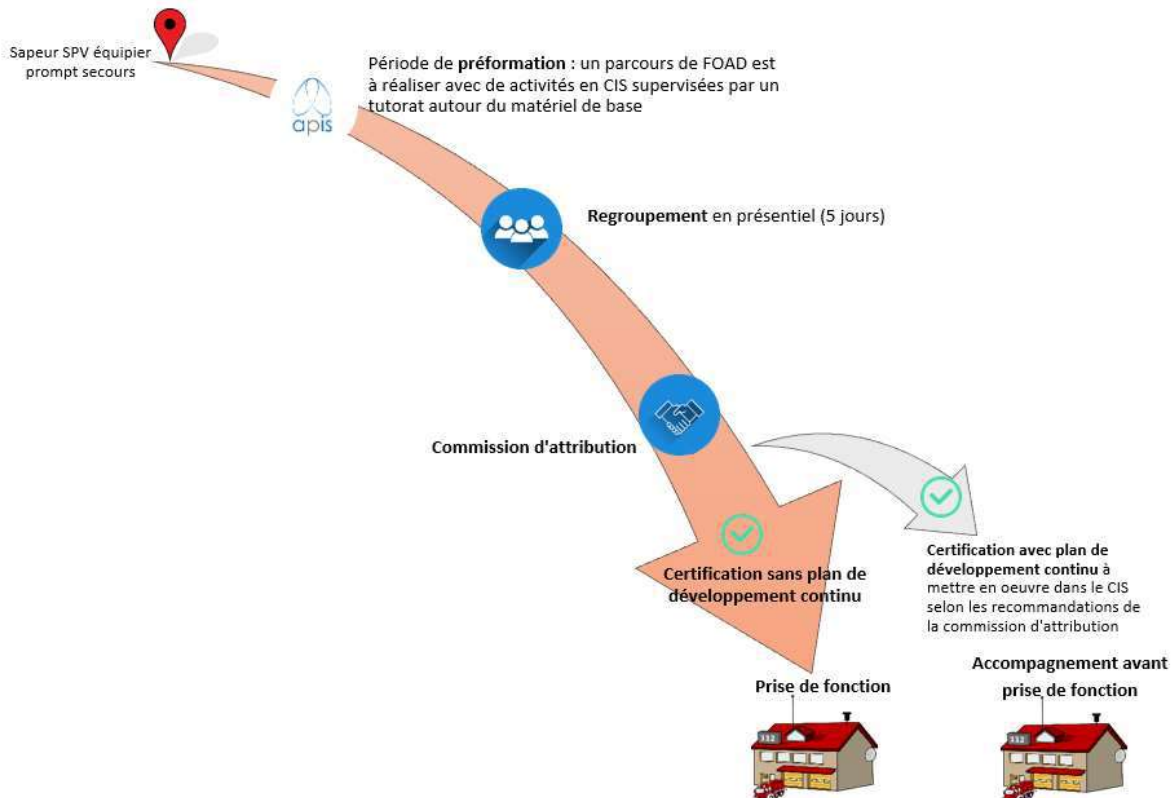 Sapeur SPV équipier
prompt secours
Période de préformation : un parcours de FOAD est
à réaliser avec de activités en CIS supervisées par un
tutorat autour du matériel de base
apis
Regroupement en présentiel (5 jours)
Commission d'attribution
Certification sans plan de
développement continu
Certification avec plan de
développement continu à
mettre en oeuvre dans le CIS
selon les recommandations de
la commission d'attribution
Prise de fonction
Accompagnement avant
prise de fonction
112
112